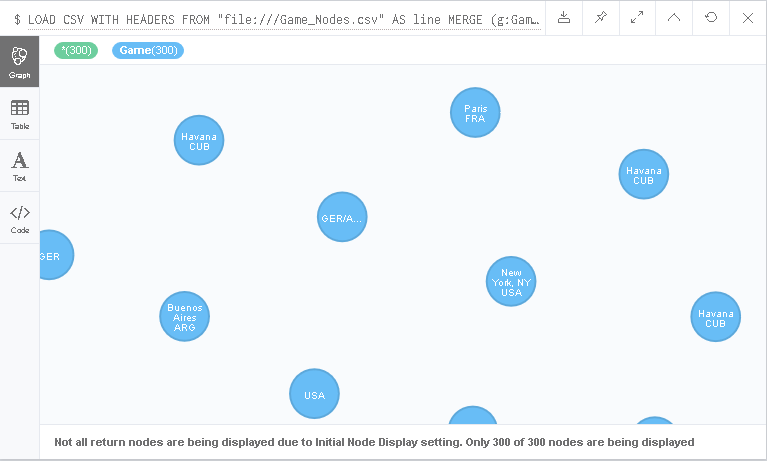 $ LOAD CSV WITH HEADERS FROM "file:///Game_Nodes.csv" AS line MERGE (g:Gam…
*(300)
Game(300)
Graph
Table
Text
Code
Paris
FRA
Havana
CUB
Havana
CUB
GER/A...
GER
New
York, NY
USA
Buenos
Aires
ARG
Havana
CUB
USA
Not all return nodes are being displayed due to Initial Node Display setting. Only 300 of 300 nodes are being displayed